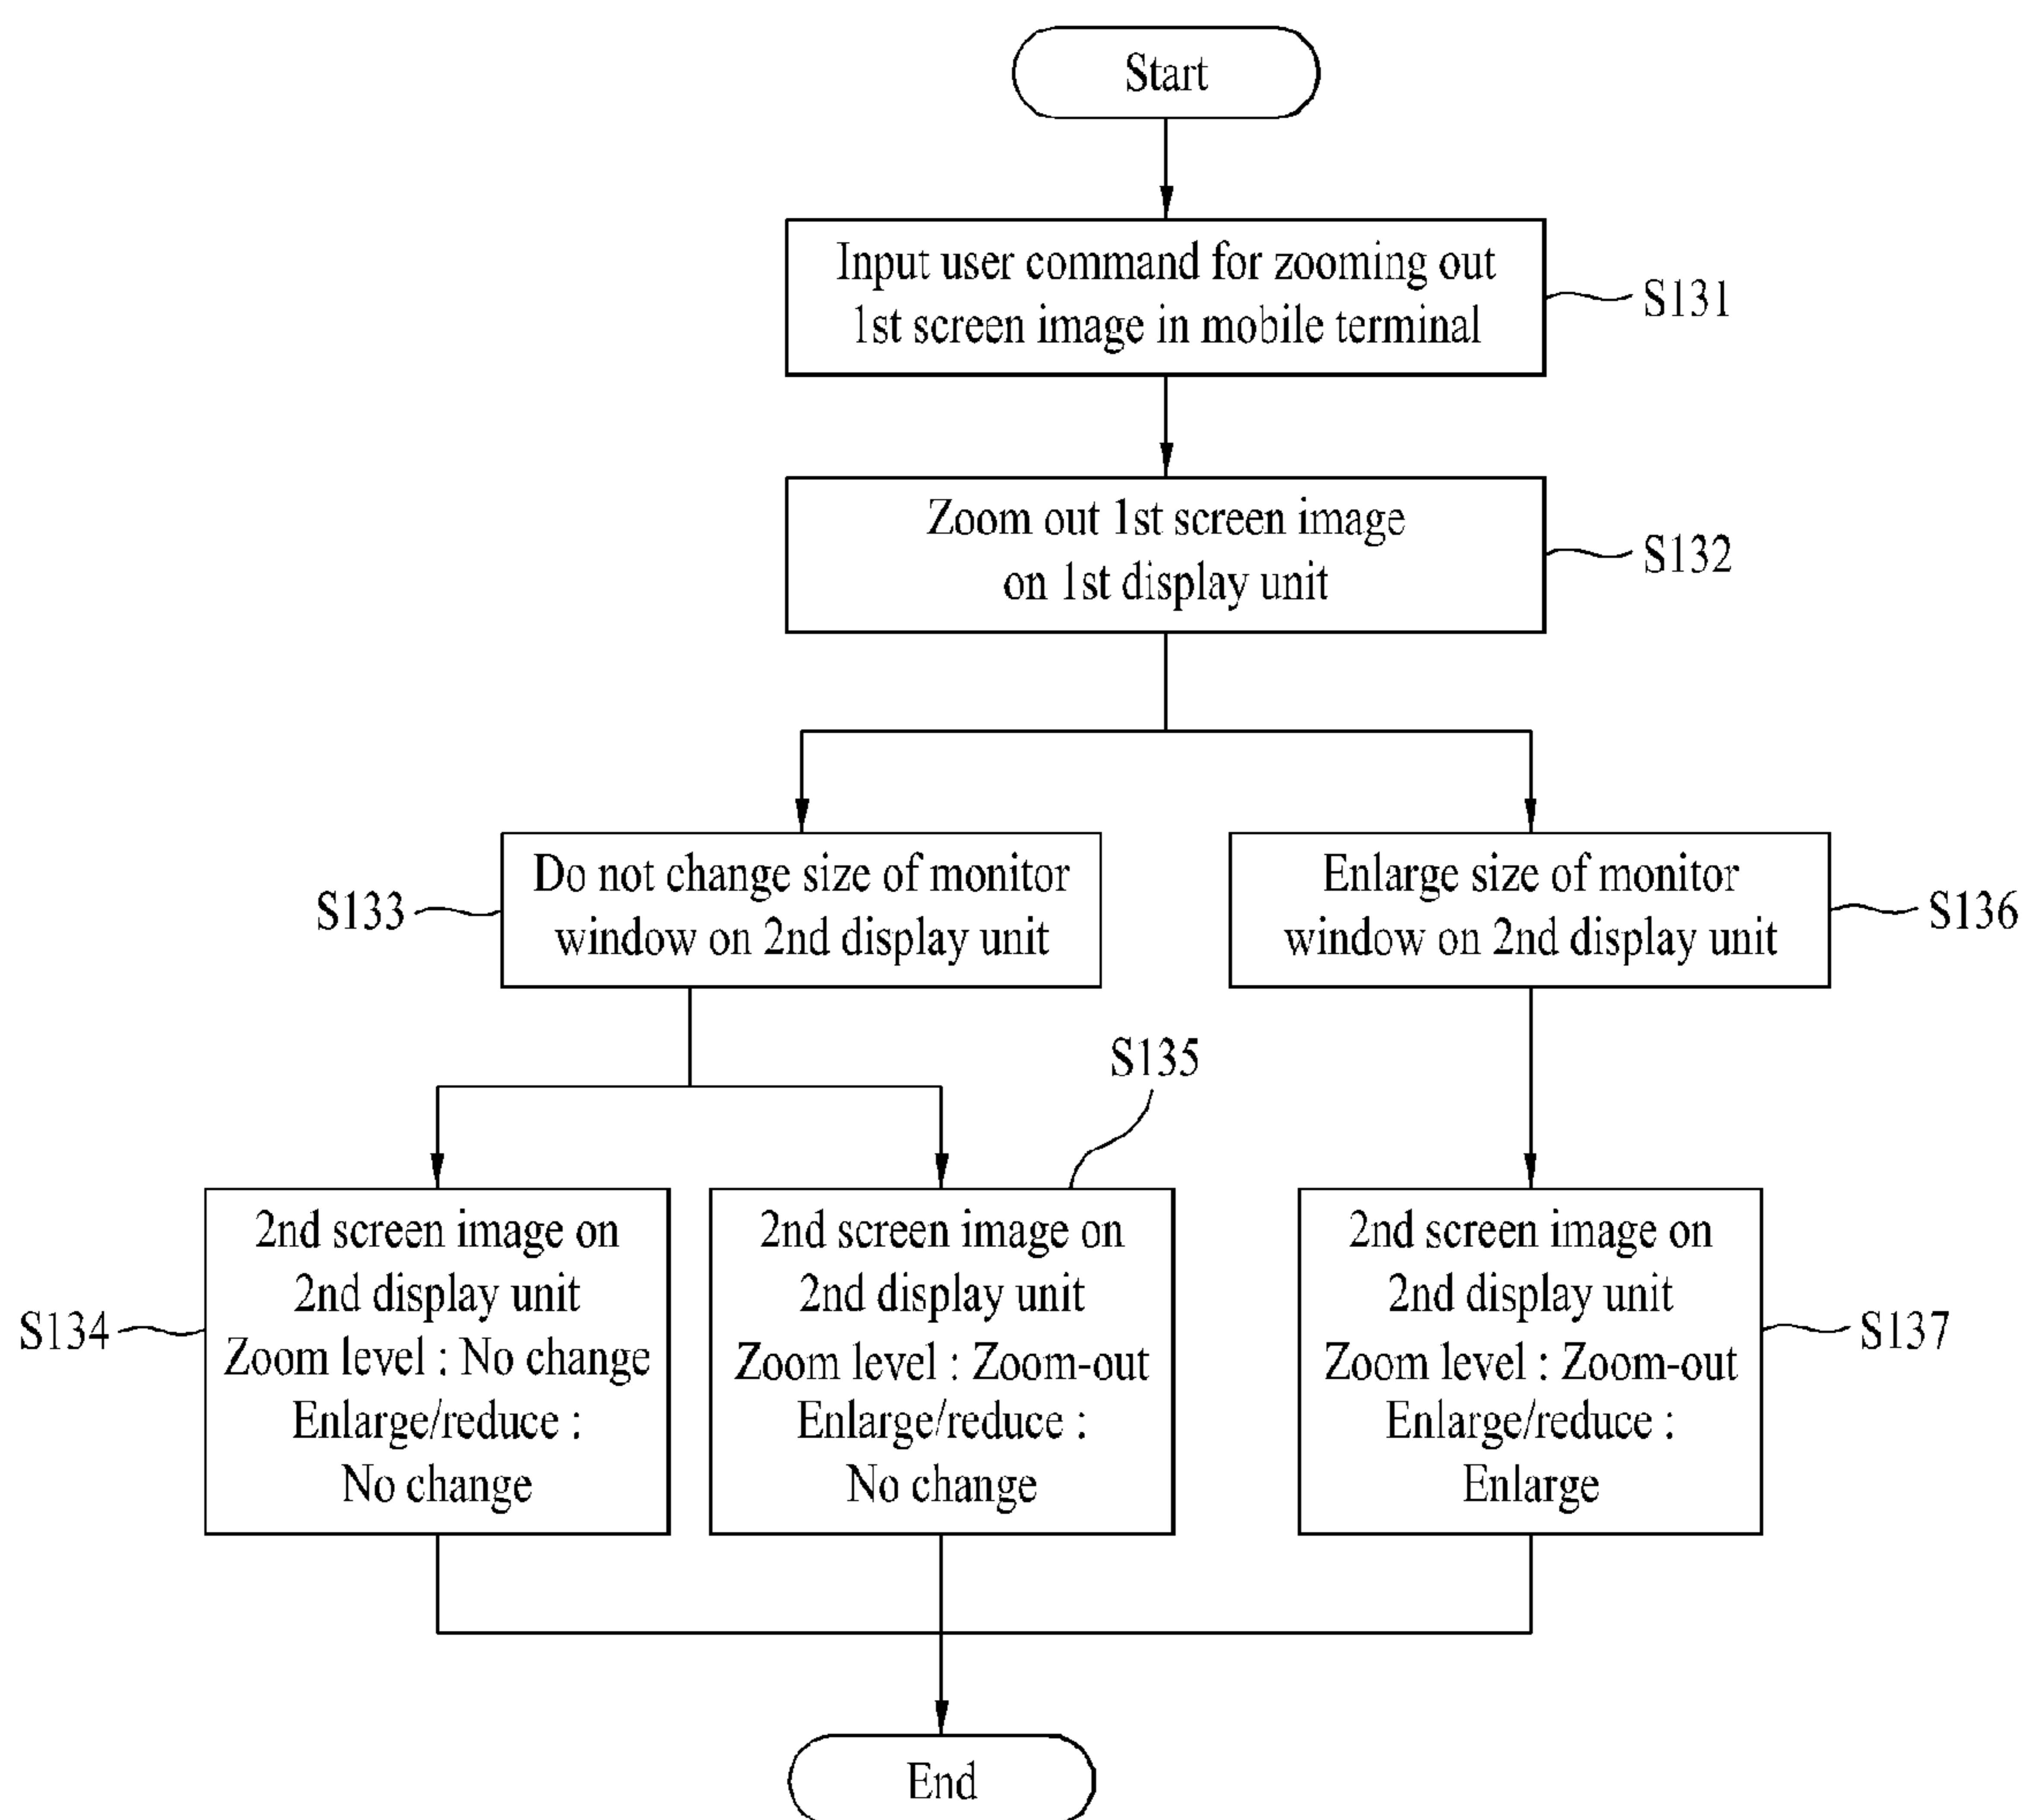 Start
Input user command for zooming out
1st screen image in mobile terminal
S131
Zoom out 1st screen image
on 1st display unit
S132
Do not change size of monitor
window on 2nd display unit
S133
Enlarge size of monitor
window on 2nd display unit
S136
2nd screen image on
2nd display unit
Zoom level : No change
Enlarge/reduce :
No change
S134
2nd screen image on
2nd display unit
Zoom level : Zoom-out
Enlarge/reduce :
No change
S135
2nd screen image on
2nd display unit
Zoom level : Zoom-out
Enlarge/reduce :
Enlarge
S137
End